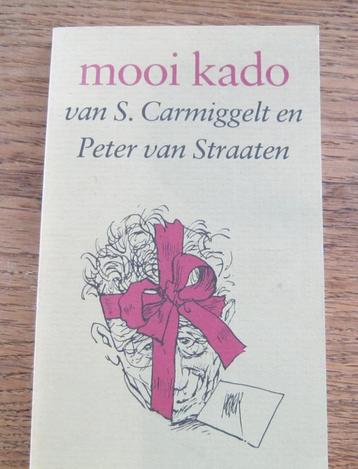 mooi kado
van S. Carmiggelt en
Peter van Straaten